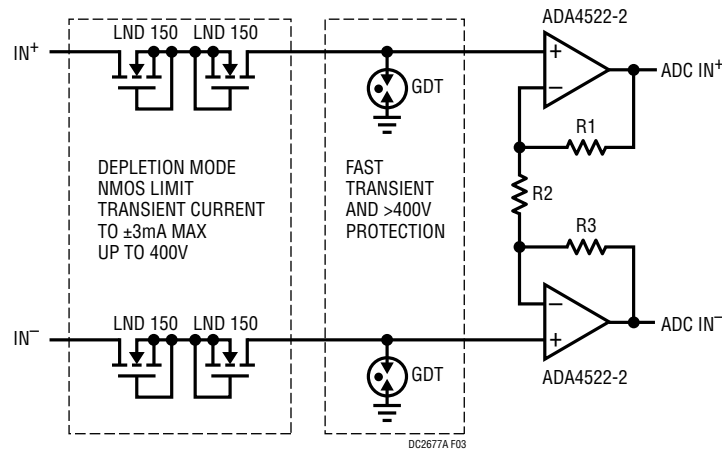 ADA4522-2
LND 150 LND 150
IN+
ADC IN+
GDT
R1
DEPLETION MODE
NMOS LIMIT
TRANSIENT CURRENT
TO ±3mA MAX
UP TO 400V
FAST
TRANSIENT
AND >400V
PROTECTION
R2
R3
LND 150 LND 150
IN–
ADC IN–
GDT
ADA4522-2
DC2677A F03